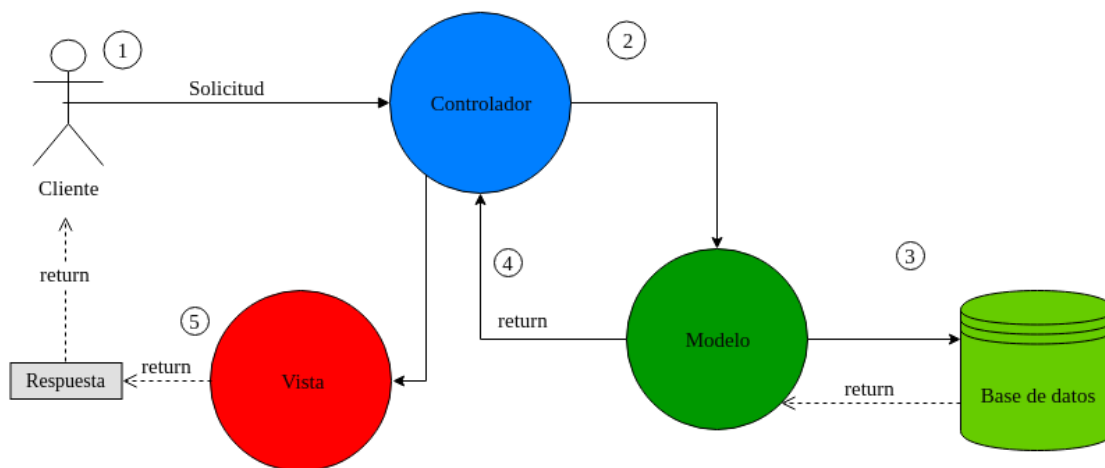 1
2
Solicitud
Controlador
Cliente
3
4
return
5
return
Modelo
return
Respuesta
Vista
return
Base de datos